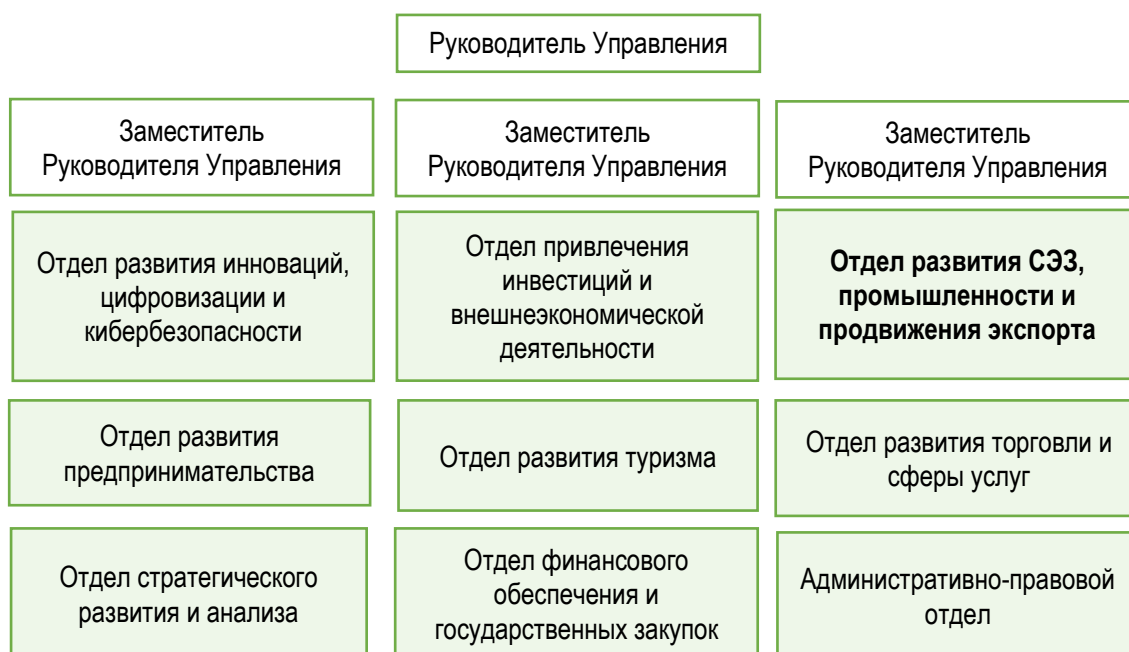 Руководитель Управления
Заместитель
Руководителя Управления
Заместитель
Руководителя Управления
Заместитель
Руководителя Управления
Отдел развития инноваций,
цифровизации и
кибербезопасности
Отдел привлечения
инвестиций и
внешнеэкономической
деятельности
Отдел развития СЭЗ,
промышленности и
продвижения экспорта
Отдел развития
предпринимательства
Отдел развития туризма
Отдел развития торговли и
сферы услуг
Отдел стратегического
развития и анализа
Отдел финансового
обеспечения и
государственных закупок
Административно-правовой
отдел